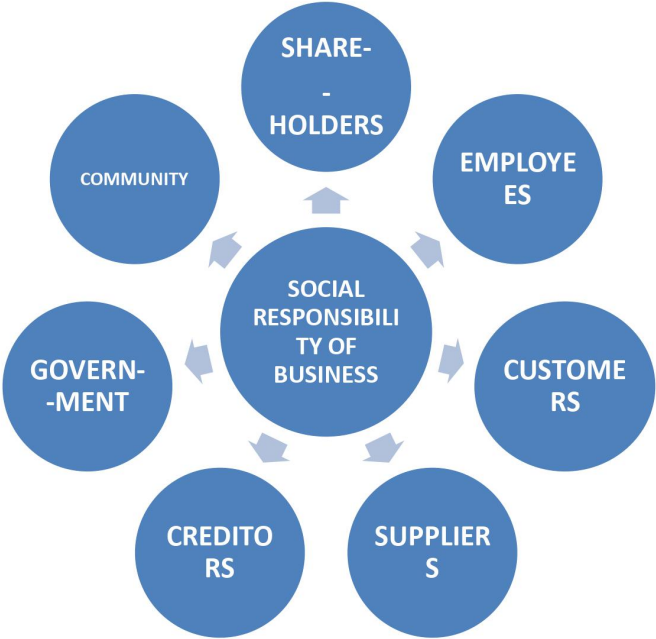 SHARE-
-
HOLDERS
EMPLOYE
ES
CUSTOME
RS
SUPPLIER
S
CREDITO
RS
GOVERN-
-MENT
COMMUNITY
SOCIAL
RESPONSIBILI
TY OF
BUSINESS